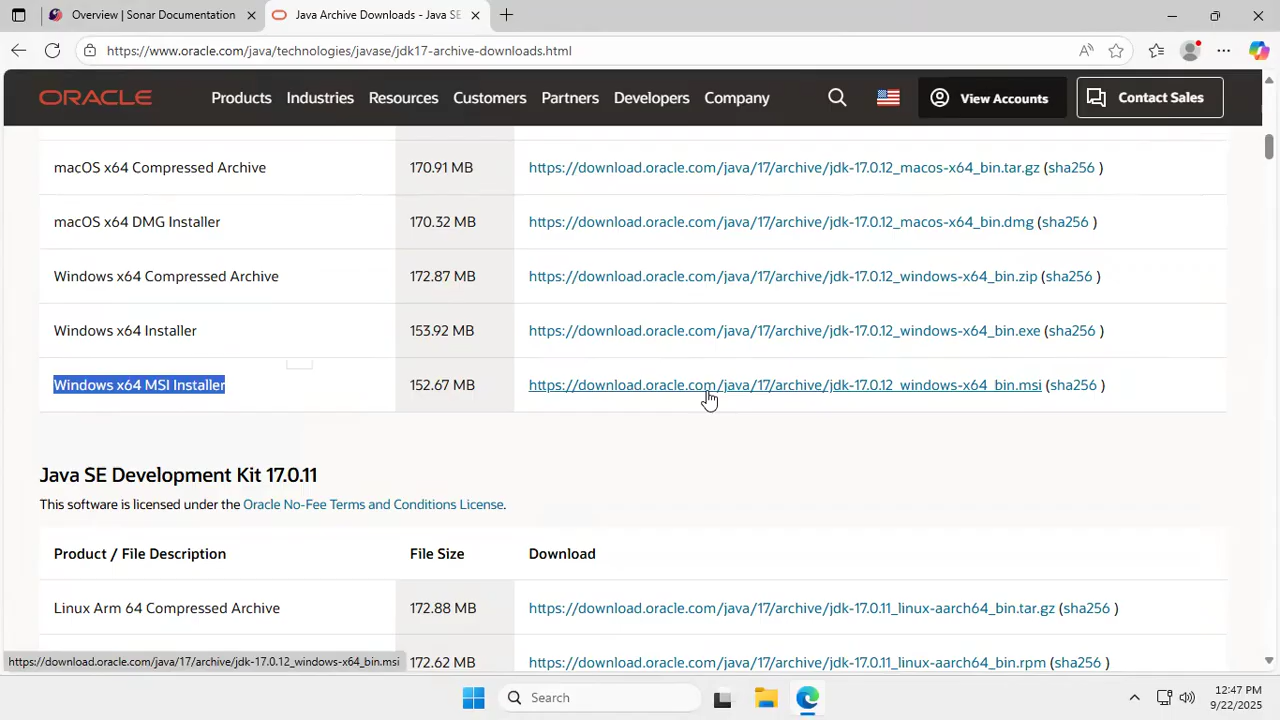 Overview | Sonar Documentation
Java Archive Downloads - Java SE
https://www.oracle.com/java/technologies/javase/jdk17-archive-downloads.html
ORACLE Products Industries Resources Customers Partners Developers Company View Accounts Contact Sales
macOS x64 Compressed Archive 170.91 MB https://download.oracle.com/java/17/archive/jdk-17.0.12_macos-x64_bin.tar.gz (sha256 )
macOS x64 DMG Installer 170.32 MB https://download.oracle.com/java/17/archive/jdk-17.0.12_macos-x64_bin.dmg (sha256 )
Windows x64 Compressed Archive 172.87 MB https://download.oracle.com/java/17/archive/jdk-17.0.12_windows-x64_bin.zip (sha256 )
Windows x64 Installer 153.92 MB https://download.oracle.com/java/17/archive/jdk-17.0.12_windows-x64_bin.exe (sha256 )
Windows x64 MSI Installer 152.67 MB https://download.oracle.com/java/17/archive/jdk-17.0.12_windows-x64_bin.msi (sha256 )
Java SE Development Kit 17.0.11
This software is licensed under the Oracle No-Fee Terms and Conditions License.
Product / File Description File Size Download
Linux Arm 64 Compressed Archive 172.88 MB https://download.oracle.com/java/17/archive/jdk-17.0.11_linux-aarch64_bin.tar.gz (sha256 )
https://download.oracle.com/java/17/archive/jdk-17.0.12_windows-x64_bin.msi 172.62 MB https://download.oracle.com/java/17/archive/jdk-17.0.11_linux-aarch64_bin.rpm (sha256 )
Search
12:47 PM
9/22/2025